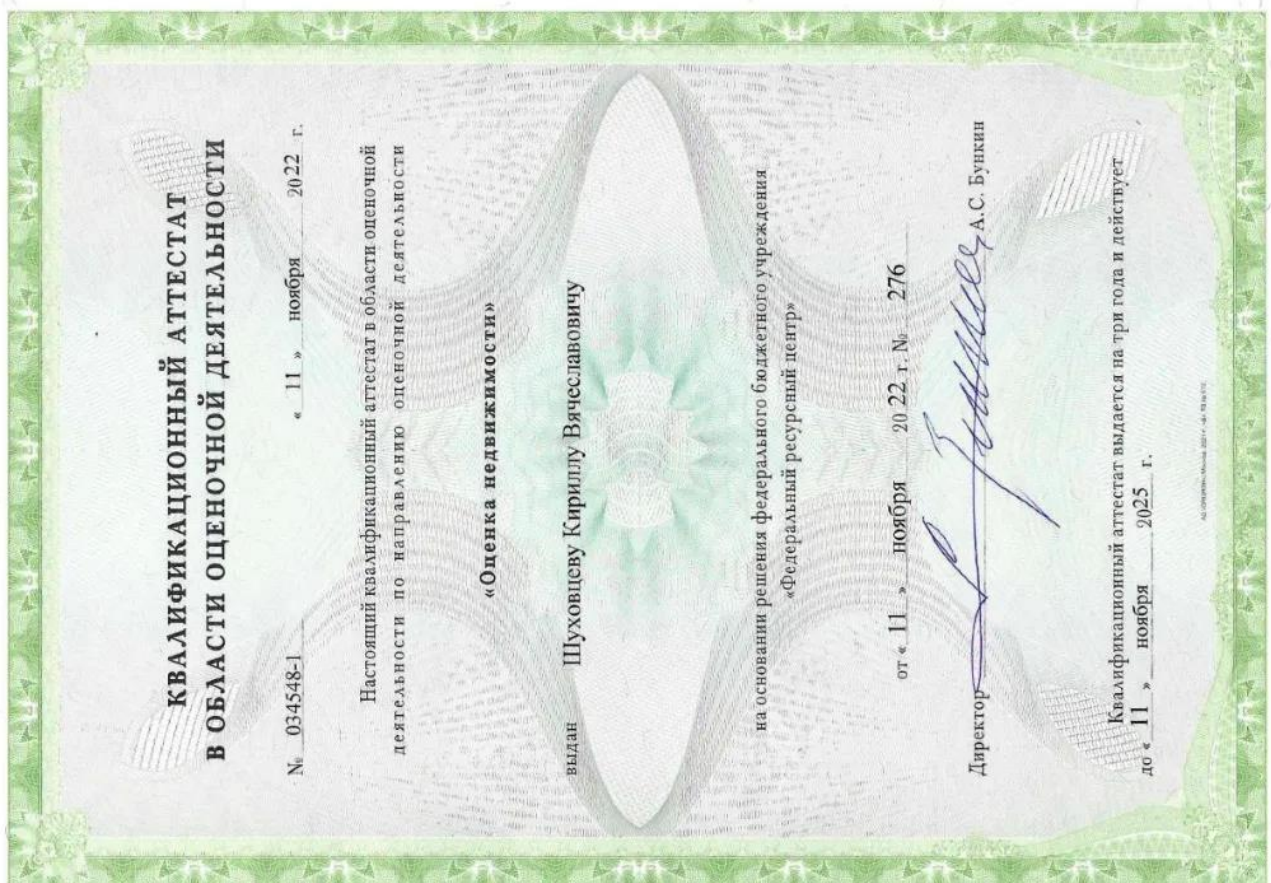 КВАЛИФИКАЦИОННЫЙ АТТЕСТАТ
В ОБЛАСТИ ОЦЕНОЧНОЙ ДЕЯТЕЛЬНОСТИ
№ 034548-1 « 11 » ноября 2022 г.
Настоящий квалификационный аттестат в области оценочной
деятельности по направлению оценочной деятельности
«Оценка недвижимости»
выдан Шуховцеву Кириллу Вячеславовичу
на основании решения федерального бюджетного учреждения
«Федеральный ресурсный центр»
от « 11 » ноября 2022 г. № 276
Директор А.С. Бункин
Квалификационный аттестат выдается на три года и действует
до « 11 » ноября 2025 г.